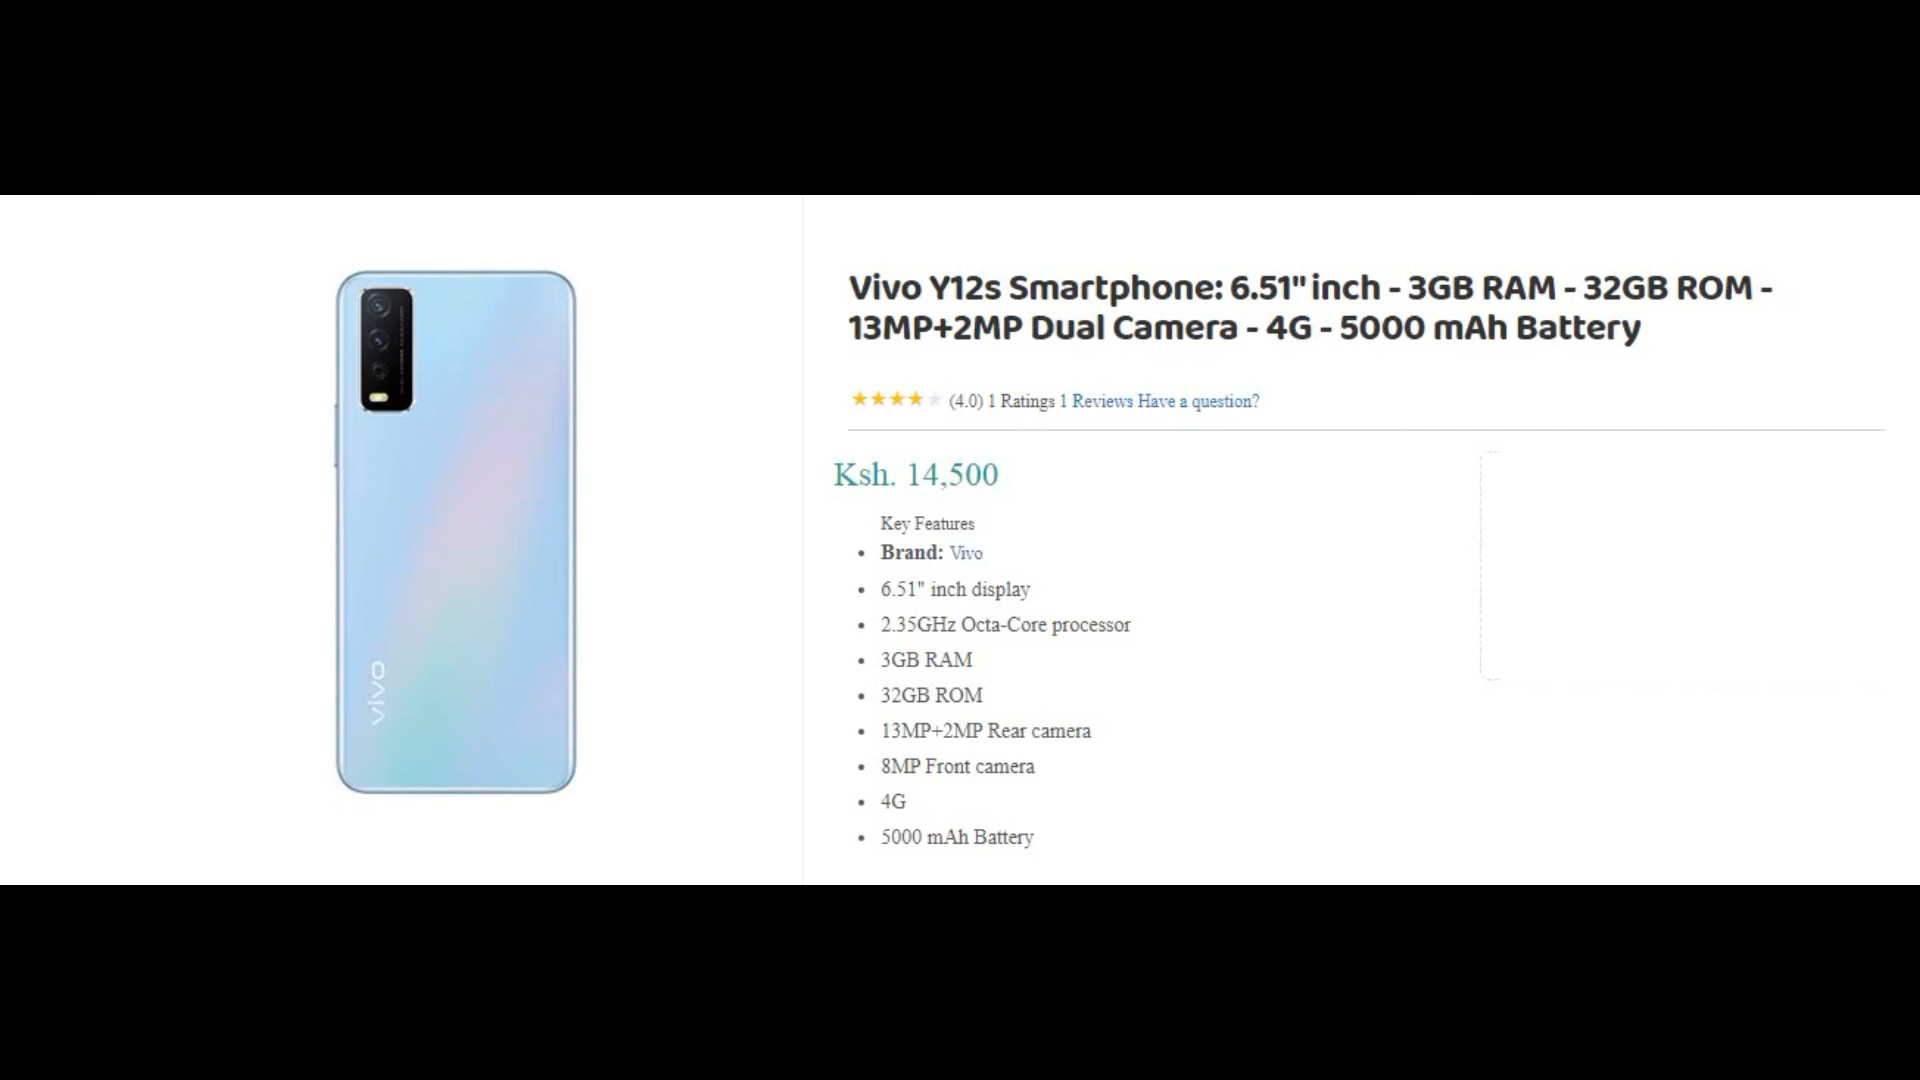 Vivo Y12s Smartphone: 6.51" inch - 3GB RAM - 32GB ROM -
13MP+2MP Dual Camera - 4G - 5000 mAh Battery
(4.0) 1 Ratings 1 Reviews Have a question?
Ksh. 14,500
Key Features
Brand: Vivo
6.51" inch display
2.35GHz Octa-Core processor
3GB RAM
32GB ROM
13MP+2MP Rear camera
8MP Front camera
4G
5000 mAh Battery
vivo